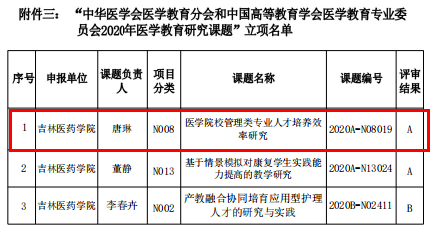 附件三：“中华医学会医学教育分会和中国高等教育学会医学教育专业委
员会2020年医学教育研究课题”立项名单
序号 申报单位 课题负责人 项目分类 课题名称 课题编号 评审结果
1 吉林医药学院 唐琳 N008 医学院校管理类专业人才培养效率研究 2020A-N08019 A
2 吉林医药学院 董静 N013 基于情景模拟对康复学生实践能力提高的教学研究 2020A-N13024 A
3 吉林医药学院 李春卉 N002 产教融合协同培育应用型护理人才的研究与实践 2020B-N02411 B